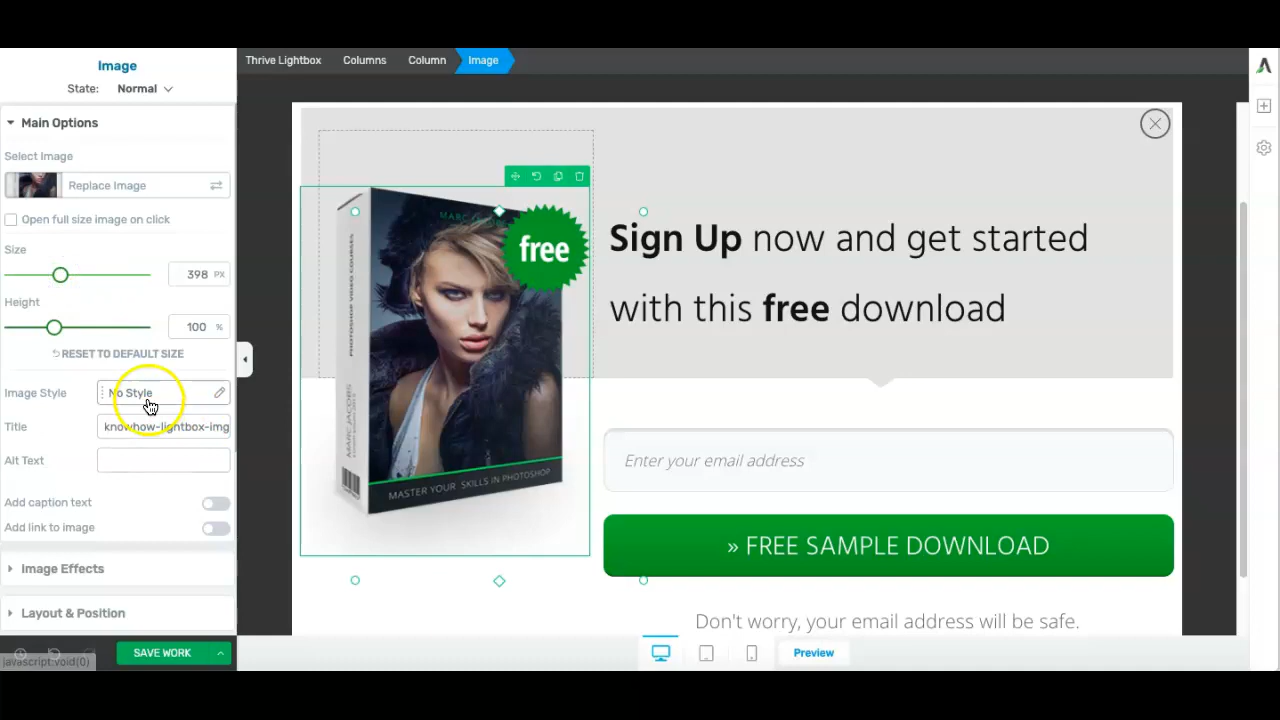 Image
State: Normal
Main Options
Select Image
Replace Image
Open full size image on click
Size
398 PX
Height
100 %
RESET TO DEFAULT SIZE
Image Style No Style
Title knowhow-lightbox-img
Alt Text
Add caption text
Add link to image
Image Effects
Layout & Position
SAVE WORK
javascript:void(0)
Thrive Lightbox Columns Column Image
free
MASTER YOUR SKILLS IN PHOTOSHOP
Sign Up now and get started
with this free download
Enter your email address
» FREE SAMPLE DOWNLOAD
Don't worry, your email address will be safe.
Preview